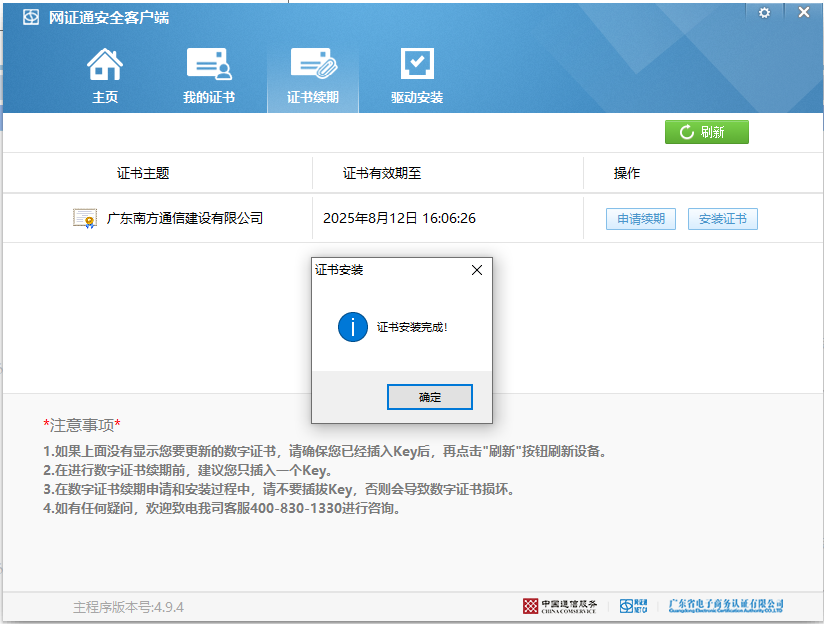 网证通安全客户端
主页
我的证书
证书续期
驱动安装
刷新
证书主题
证书有效期至
操作
广东南方通信建设有限公司
2025年8月12日 16:06:26
申请续期
安装证书
证书安装
证书安装完成!
确定
*注意事项*
1.如果上面没有显示您要更新的数字证书，请确保您已经插入Key后，再点击"刷新"按钮刷新设备。
2.在进行数字证书续期前，建议您只插入一个Key。
3.在数字证书续期申请和安装过程中，请不要插拔Key，否则会导致数字证书损坏。
4.如有任何疑问，欢迎致电我司客服400-830-1330进行咨询。
主程序版本号:4.9.4
中国通信服务
CHINA COMSERVICE
网证通
NETCA
广东省电子商务认证有限公司
Guangdong Electronic Certification Authority CO.,LTD